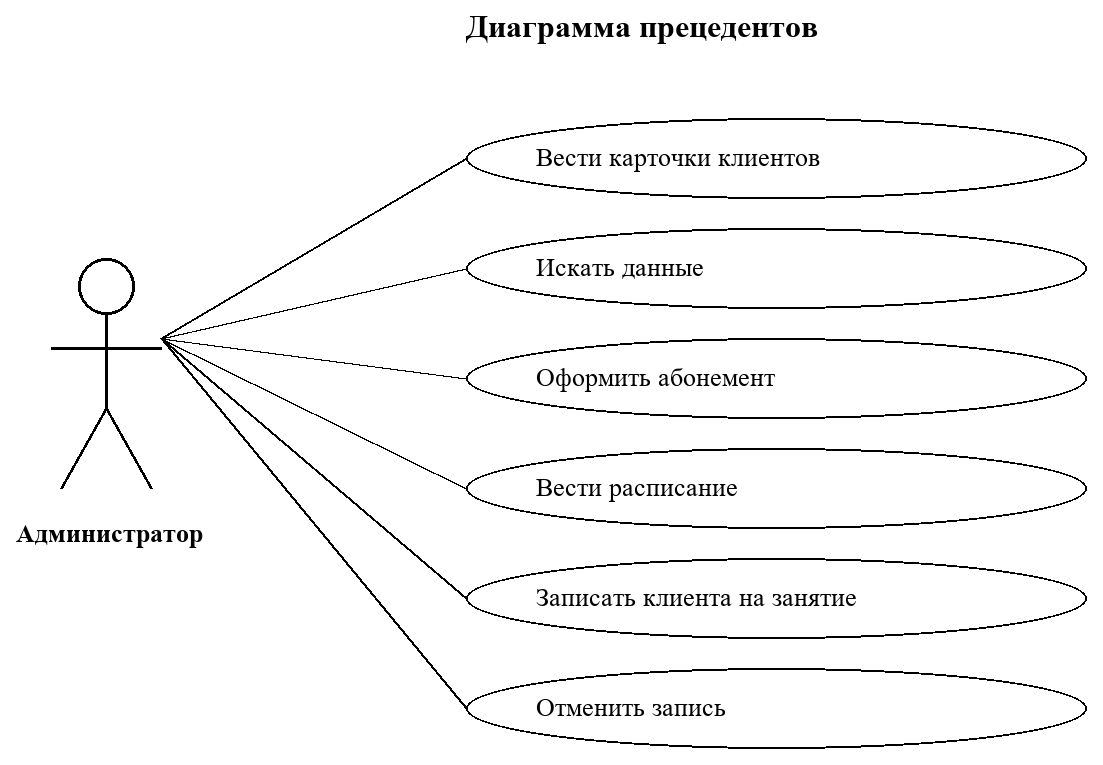 Диаграмма прецедентов
Вести карточки клиентов
Искать данные
Оформить абонемент
Вести расписание
Администратор
Записать клиента на занятие
Отменить запись